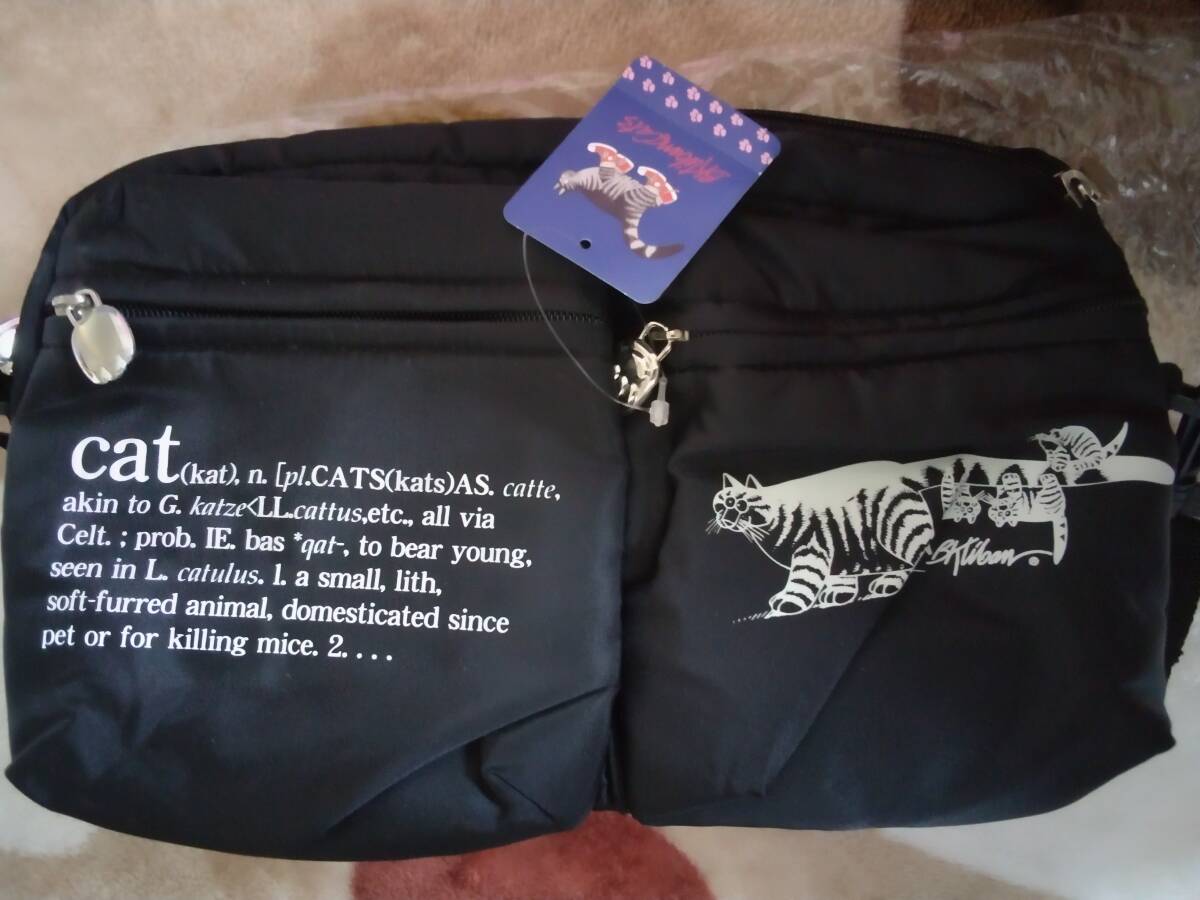 B.Kliban CATS
cat(kat), n. [pl.CATS(kats)AS. catte,
akin to G. katze<LL.cattus,etc., all via
Celt. ; prob. IE. bas *qat-, to bear young,
seen in L. catulus. 1. a small, lith,
soft-furred animal, domesticated since
pet or for killing mice. 2. . . .
BKliban ®